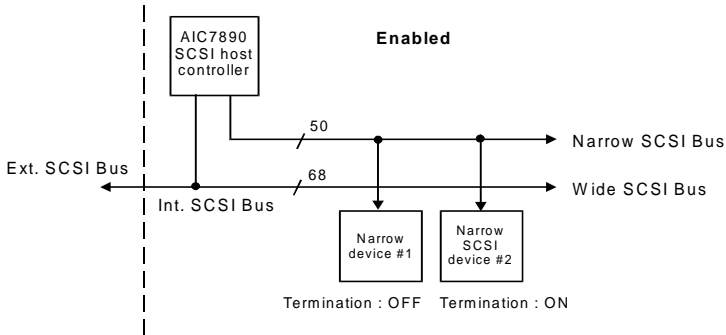 AIC7890
SCSI host
controller
Enabled
50
Narrow SCSI Bus
Ext. SCSI Bus
68
Wide SCSI Bus
Int. SCSI Bus
Narrow
device #1
Narrow
SCSI
device #2
Termination : OFF
Termination : ON